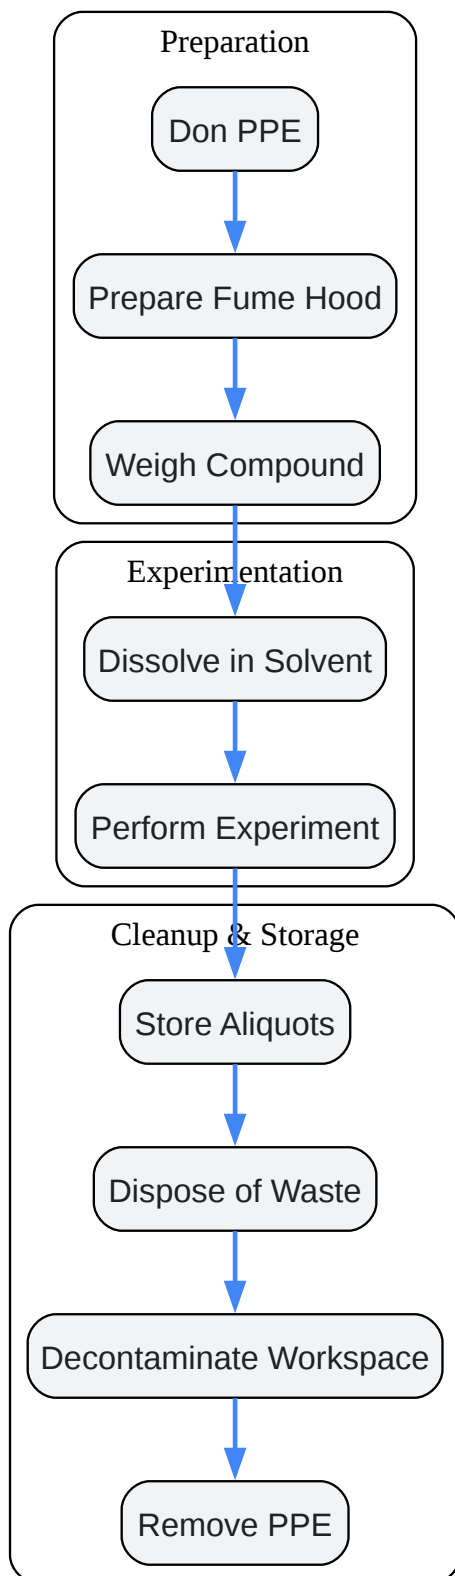 Preparation
Don PPE
Prepare Fume Hood
Weigh Compound
Experimentation
Dissolve in Solvent
Perform Experiment
Cleanup & Storage
Store Aliquots
Dispose of Waste
Decontaminate Workspace
Remove PPE